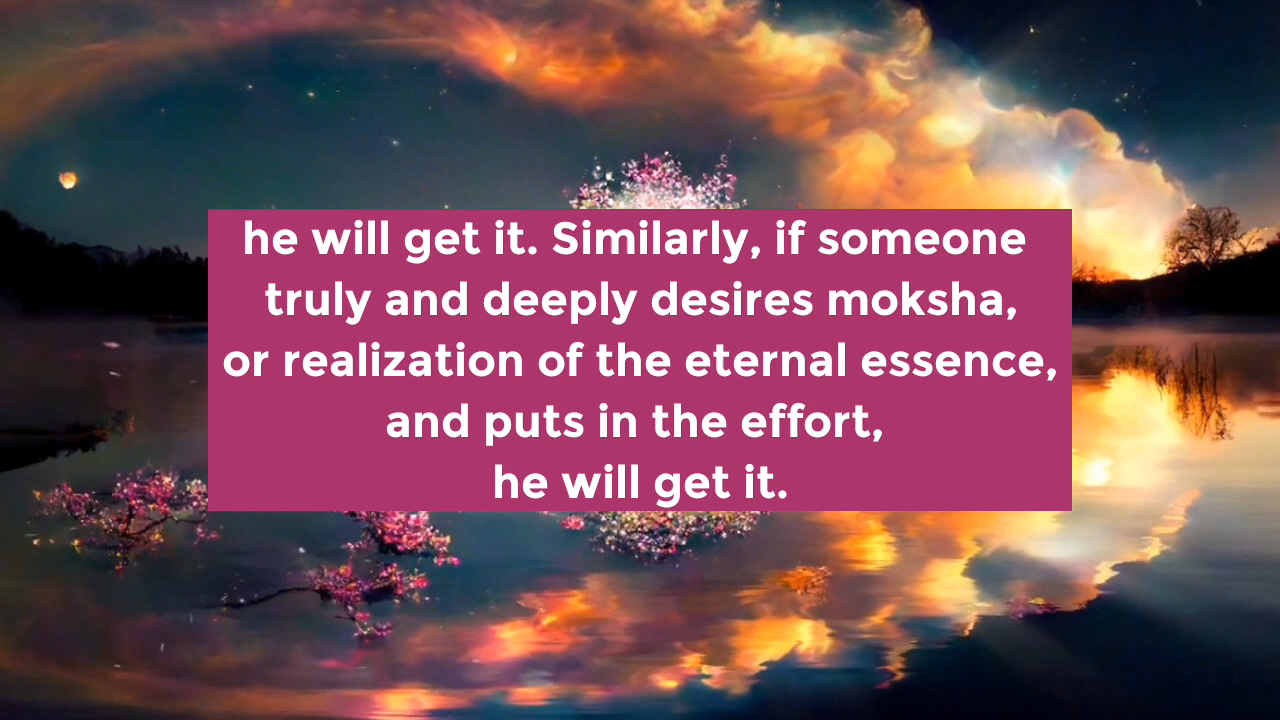 he will get it. Similarly, if someone
truly and deeply desires moksha,
or realization of the eternal essence,
and puts in the effort,
he will get it.